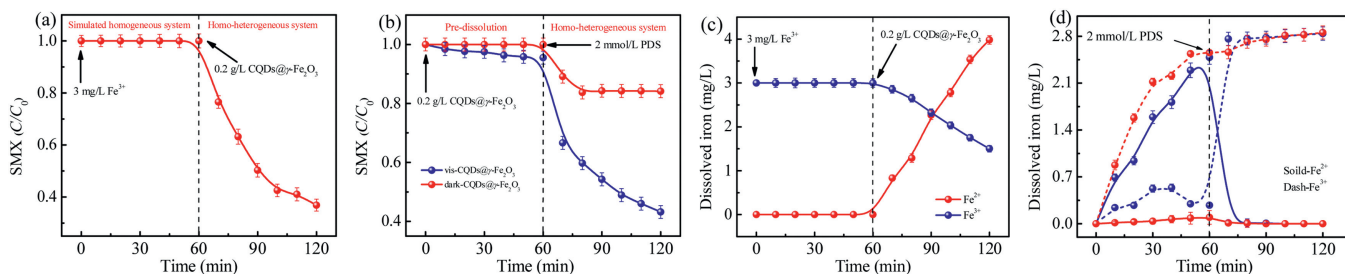 (a)
Simulated homogeneous system
Homo-heterogeneous system
0.2 g/L CQDs@γ-Fe₂O₃
3 mg/L Fe³⁺
SMX (C/C₀)
1.0
0.8
0.6
0.4
0
30
60
90
120
Time (min)
(b)
Pre-dissolution
Homo-heterogeneous system
2 mmol/L PDS
0.2 g/L CQDs@γ-Fe₂O₃
vis-CQDs@γ-Fe₂O₃
dark-CQDs@γ-Fe₂O₃
SMX (C/C₀)
1.0
0.8
0.6
0.4
0
30
60
90
120
Time (min)
(c)
3 mg/L Fe³⁺
0.2 g/L CQDs@γ-Fe₂O₃
Fe²⁺
Fe³⁺
Dissolved iron (mg/L)
4
3
2
1
0
0
30
60
90
120
Time (min)
(d)
2 mmol/L PDS
Soild-Fe²⁺
Dash-Fe³⁺
Dissolved iron (mg/L)
2.8
2.1
1.4
0.7
0.0
0
30
60
90
120
Time (min)